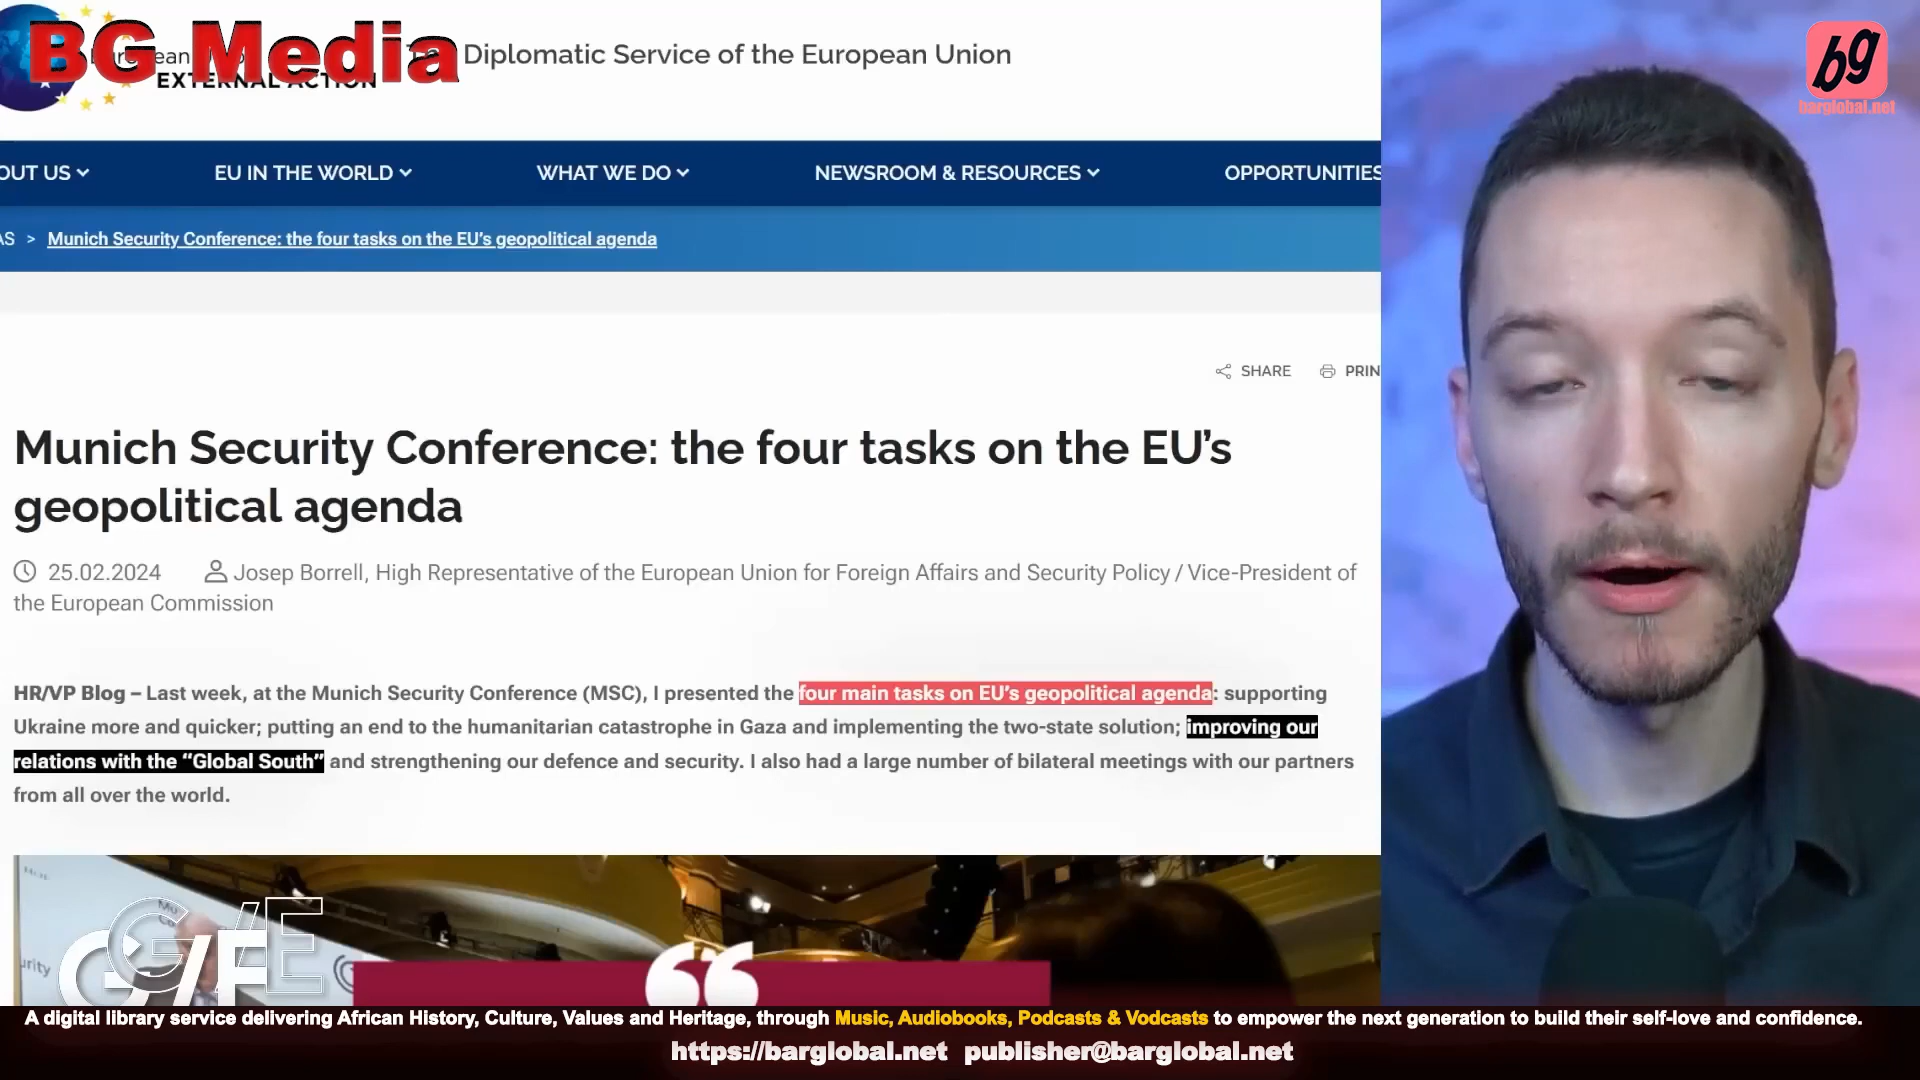 BG Media
EXTERNAL ACTION
Diplomatic Service of the European Union
bg
barglobal.net
OUT US
EU IN THE WORLD
WHAT WE DO
NEWSROOM & RESOURCES
OPPORTUNITIES
AS > Munich Security Conference: the four tasks on the EU’s geopolitical agenda
SHARE
PRIN
Munich Security Conference: the four tasks on the EU’s
geopolitical agenda
25.02.2024 Josep Borrell, High Representative of the European Union for Foreign Affairs and Security Policy / Vice-President of
the European Commission
HR/VP Blog – Last week, at the Munich Security Conference (MSC), I presented the four main tasks on EU’s geopolitical agenda: supporting
Ukraine more and quicker; putting an end to the humanitarian catastrophe in Gaza and implementing the two-state solution; improving our
relations with the “Global South” and strengthening our defence and security. I also had a large number of bilateral meetings with our partners
from all over the world.
G/E
A digital library service delivering African History, Culture, Values and Heritage, through Music, Audiobooks, Podcasts & Vodcasts to empower the next generation to build their self-love and confidence.
https://barglobal.net publisher@barglobal.net